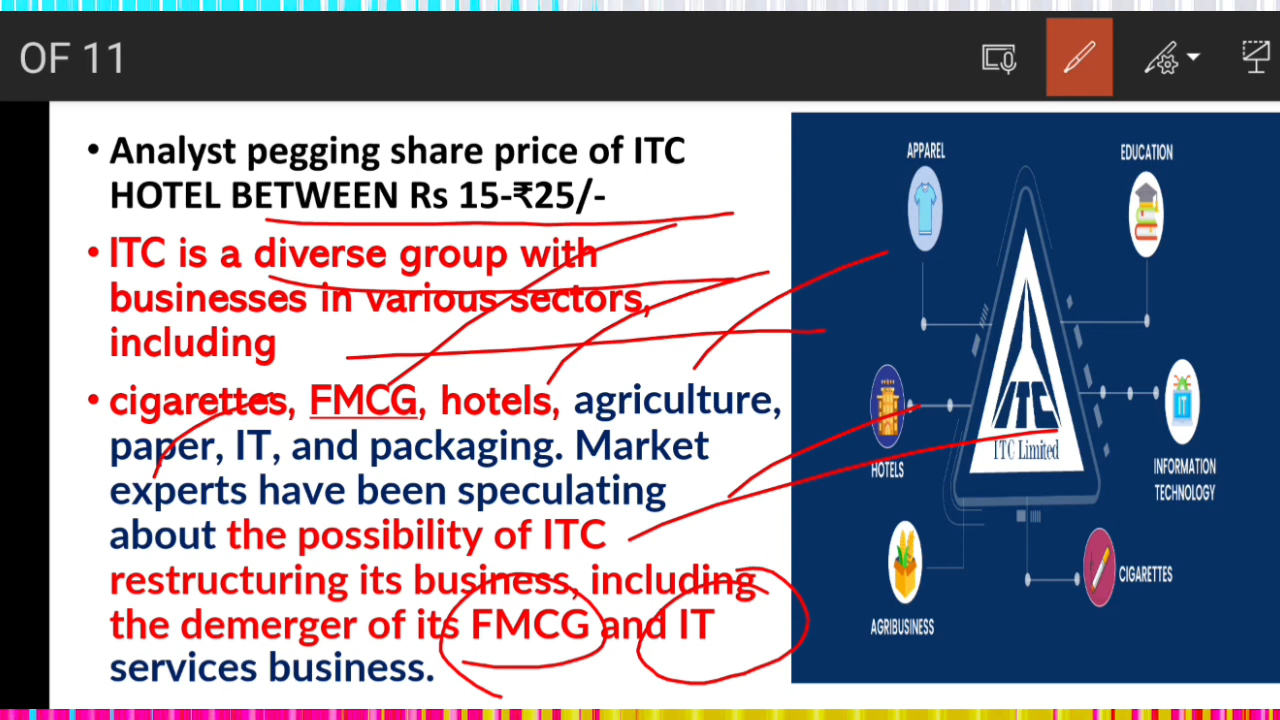 OF 11
• Analyst pegging share price of ITC
HOTEL BETWEEN Rs 15-₹25/-
• ITC is a diverse group with
businesses in various sectors,
including
• cigarettes, FMCG, hotels, agriculture,
paper, IT, and packaging. Market
experts have been speculating
about the possibility of ITC
restructuring its business, including
the demerger of its FMCG and IT
services business.
APPAREL
EDUCATION
ITC
ITC Limited
HOTELS
IT
INFORMATION
TECHNOLOGY
CIGARETTES
AGRIBUSINESS